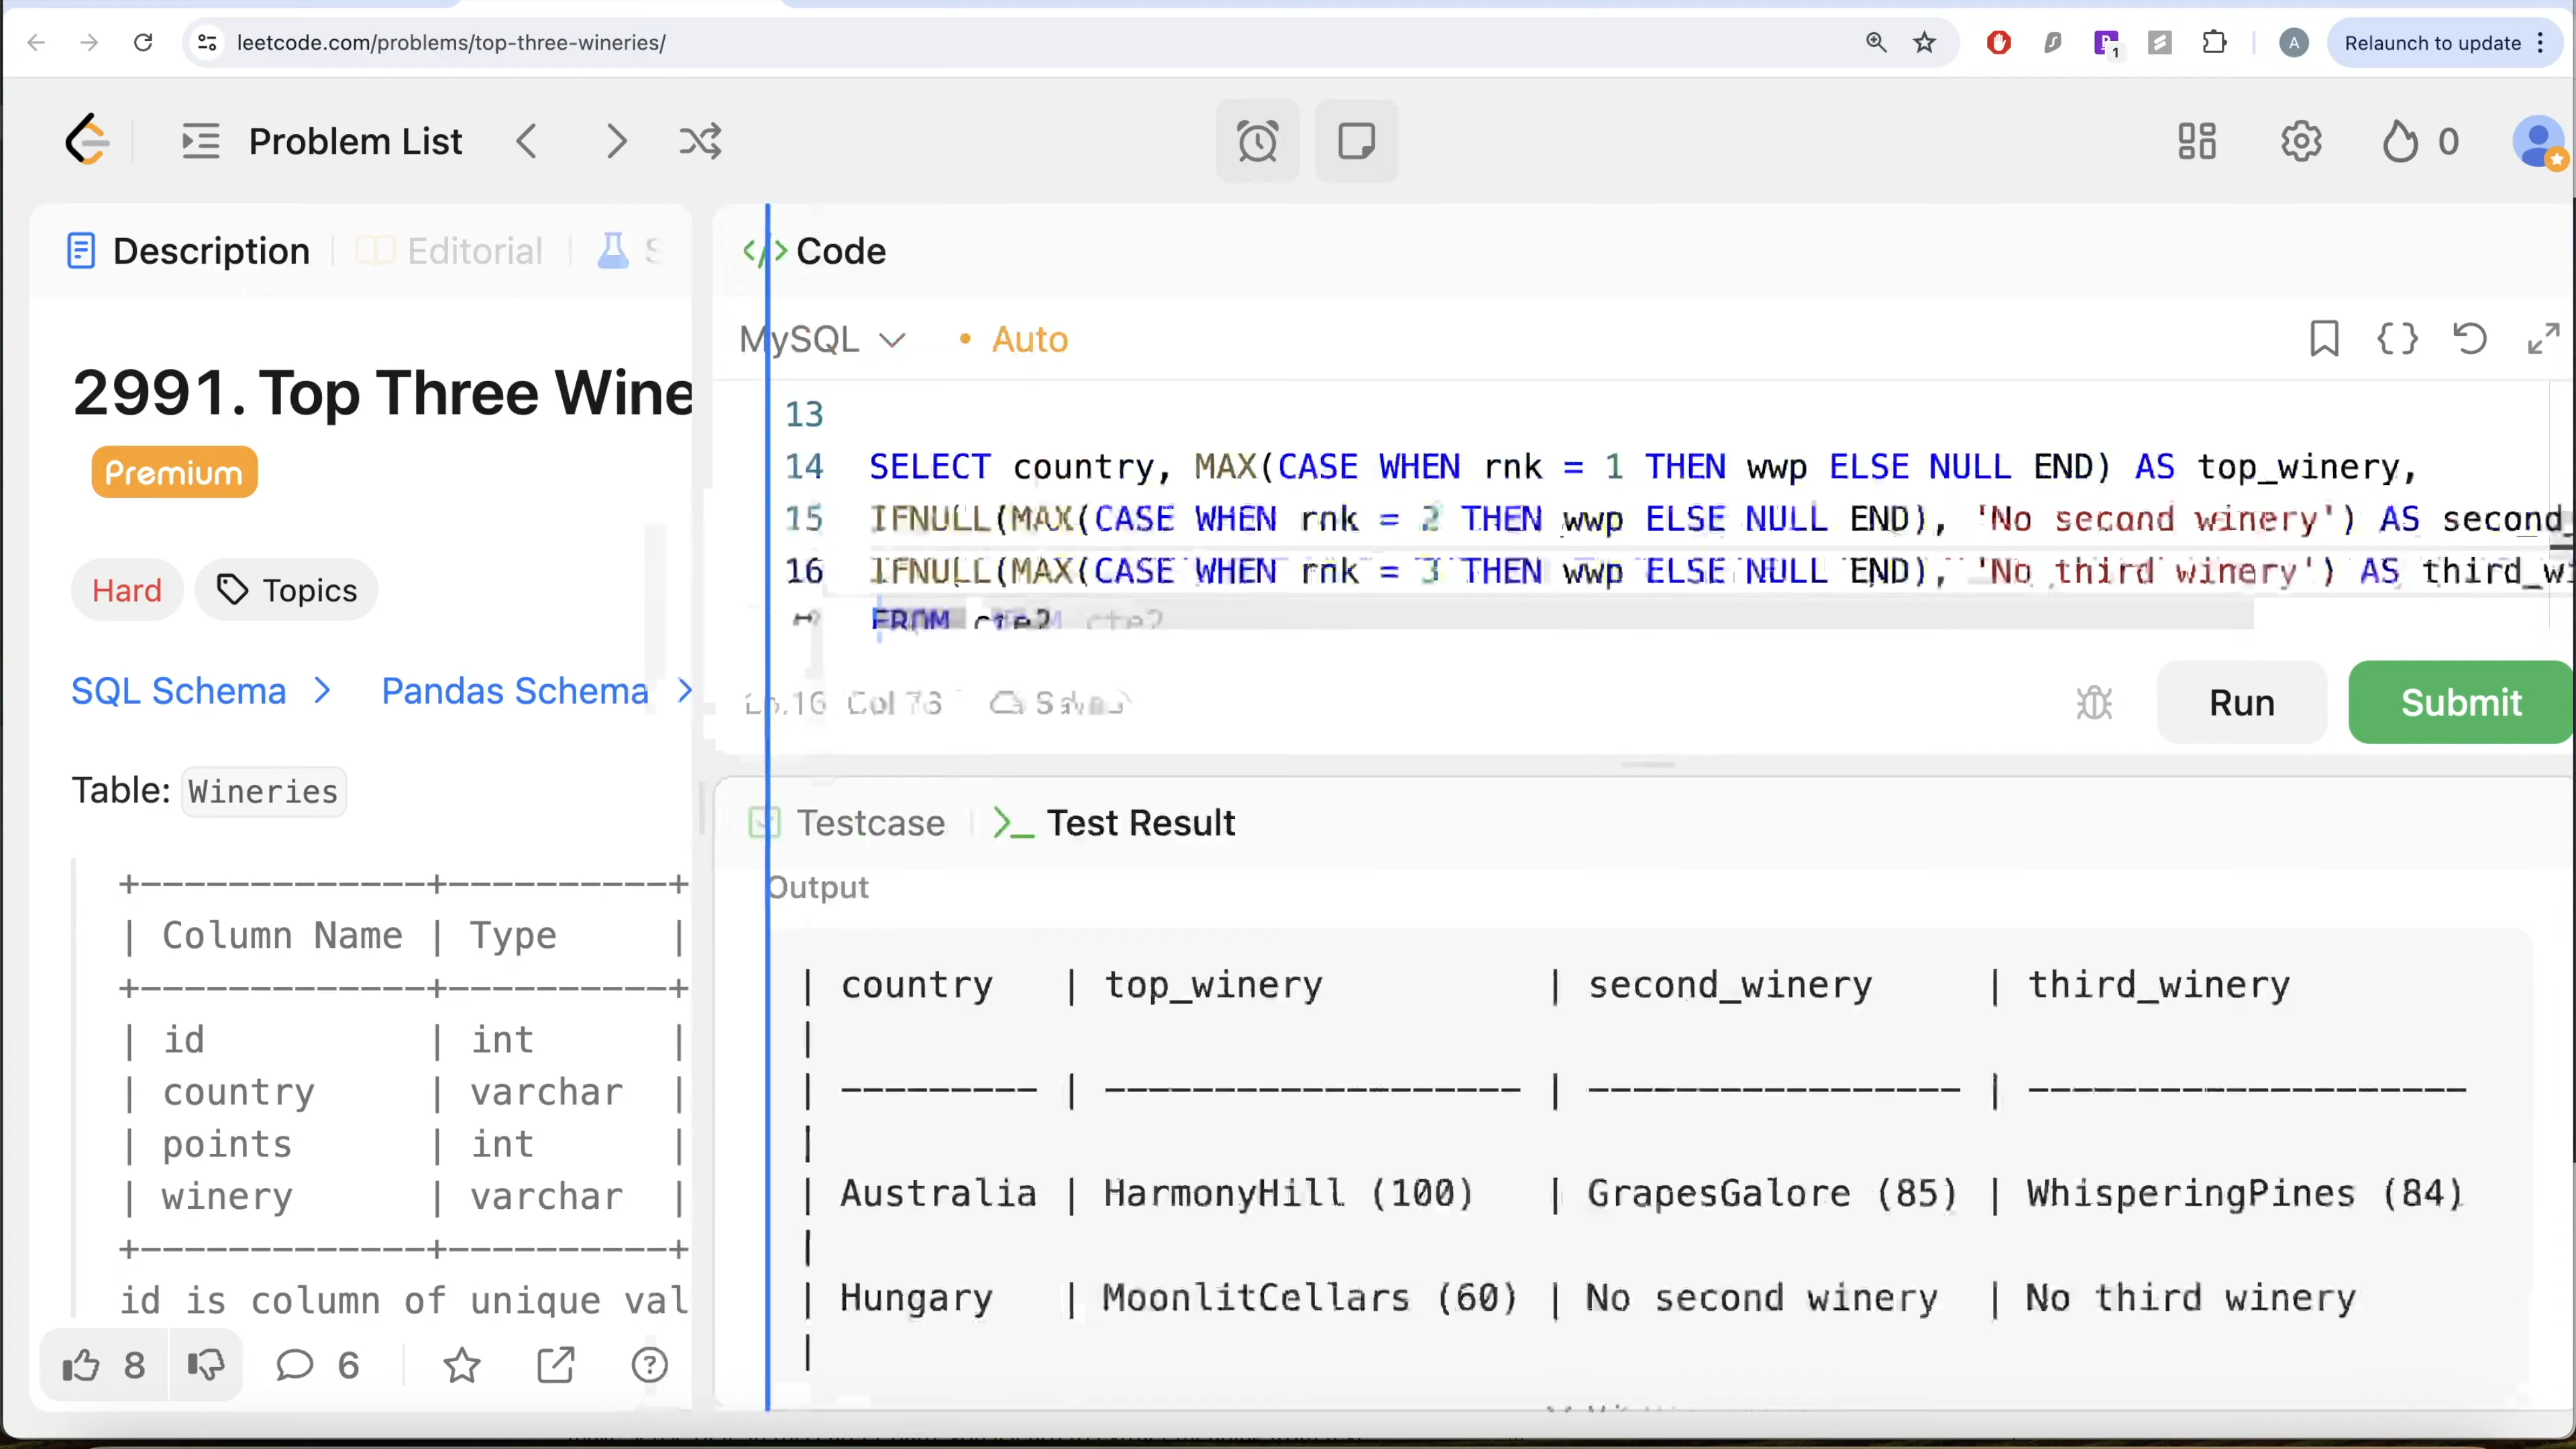 leetcode.com/problems/top-three-wineries/
1
A
Relaunch to update
Problem List
0
Description
Editorial
S
2991. Top Three Wine
Premium
Hard
Topics
SQL Schema
Pandas Schema
Table: Wineries
+--------------+-----------+
| Column Name | Type |
+--------------+-----------+
| id | int |
| country | varchar |
| points | int |
| winery | varchar |
+--------------+-----------+
id is column of unique val
8
6
</> Code
MySQL
• Auto
13
14 SELECT country, MAX(CASE WHEN rnk = 1 THEN wwp ELSE NULL END) AS top_winery,
15 IFNULL(MAX(CASE WHEN rnk = 2 THEN wwp ELSE NULL END), 'No second winery') AS second_
16 IFNULL(MAX(CASE WHEN rnk = 3 THEN wwp ELSE NULL END), 'No third winery') AS third_wi
FROM cte2
Run
Submit
Testcase
Test Result
Output
| country | top_winery | second_winery | third_winery
|
| --------- | ------------------- | ----------------- | --------------------
|
| Australia | HarmonyHill (100) | GrapesGalore (85) | WhisperingPines (84)
|
| Hungary | MoonlitCellars (60) | No second winery | No third winery
|